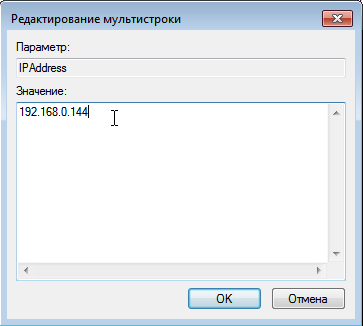 Редактирование мультистроки
Параметр:
IPAddress
Значение:
192.168.0.144
OK
Отмена